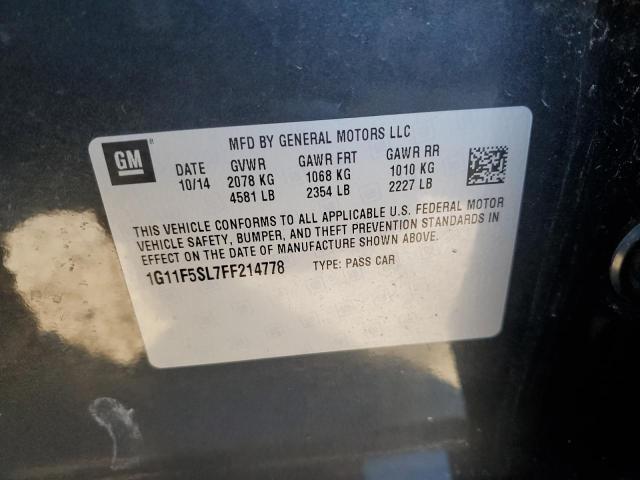 GM
®
MFD BY GENERAL MOTORS LLC
DATE GVWR GAWR FRT GAWR RR
10/14 2078 KG 1068 KG 1010 KG
4581 LB 2354 LB 2227 LB
THIS VEHICLE CONFORMS TO ALL APPLICABLE U.S. FEDERAL MOTOR
VEHICLE SAFETY, BUMPER, AND THEFT PREVENTION STANDARDS IN
EFFECT ON THE DATE OF MANUFACTURE SHOWN ABOVE.
1G11F5SL7FF214778 TYPE: PASS CAR